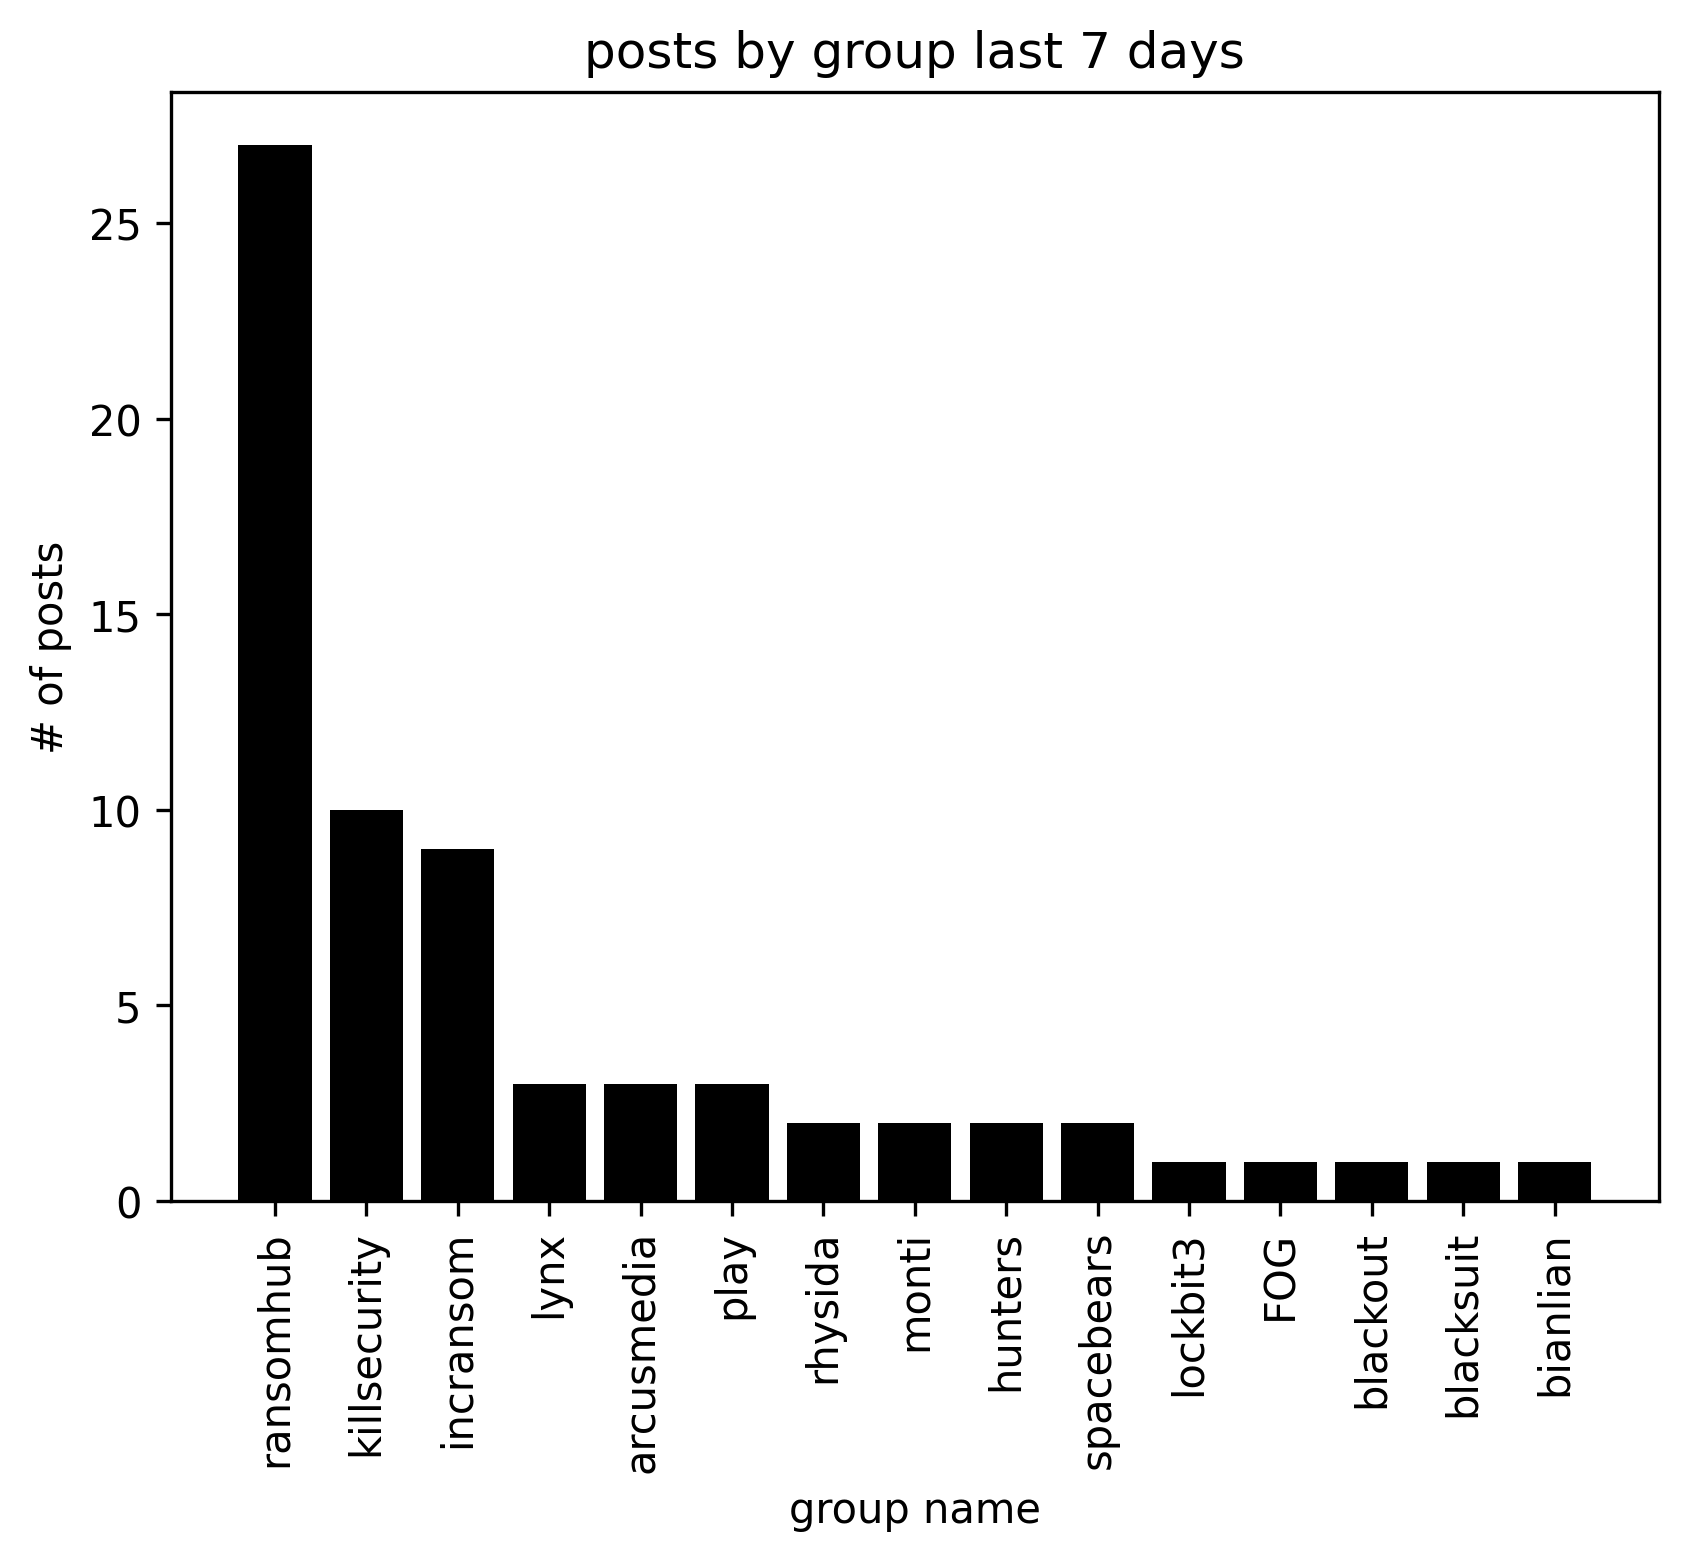 posts by group last 7 days
# of posts
25
20
15
10
5
0
ransomhub
killsecurity
incransom
lynx
arcusmedia
play
rhysida
monti
hunters
spacebears
lockbit3
FOG
blackout
blacksuit
bianlian
group name